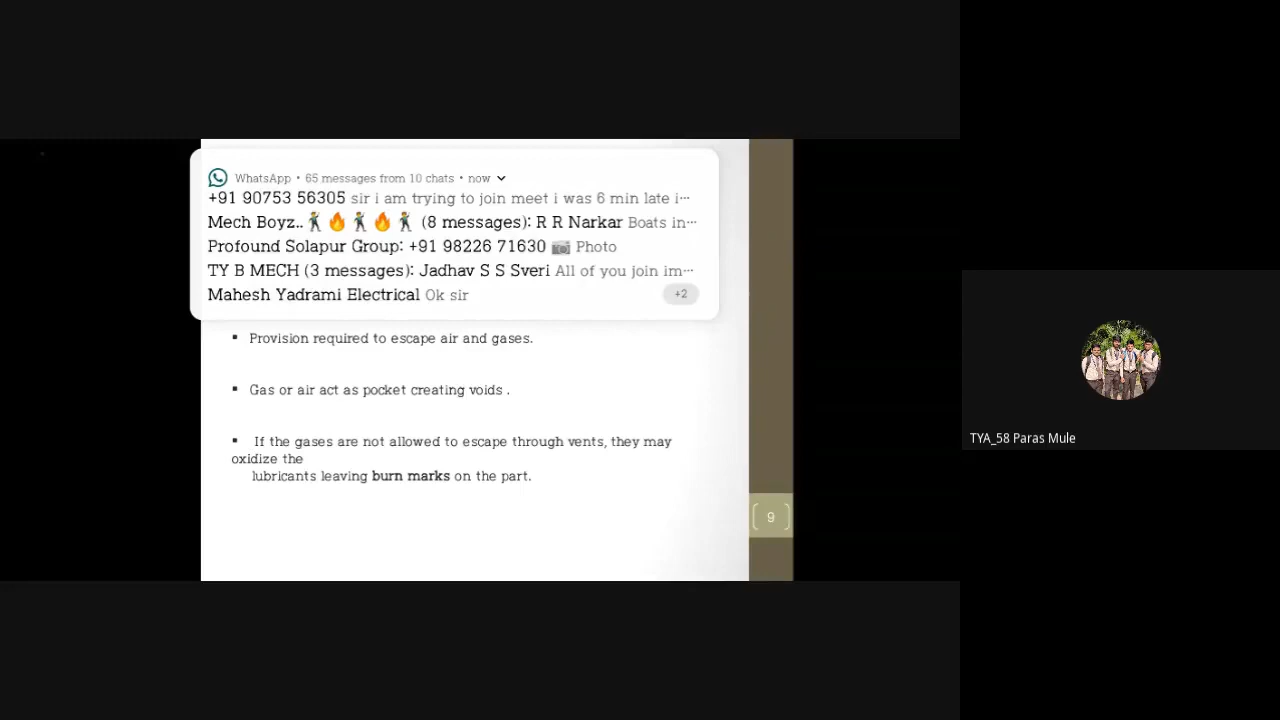 WhatsApp • 65 messages from 10 chats • now
+91 90753 56305 sir i am trying to join meet i was 6 min late i...
Mech Boyz..🕺🔥🕺🔥🕺 (8 messages): R R Narkar Boats in...
Profound Solapur Group: +91 98226 71630 📷 Photo
TY B MECH (3 messages): Jadhav S S Sveri All of you join im...
Mahesh Yadrami Electrical Ok sir
+2
▪ Provision required to escape air and gases.
▪ Gas or air act as pocket creating voids .
▪ If the gases are not allowed to escape through vents, they may
oxidize the
lubricants leaving burn marks on the part.
9
TYA_58 Paras Mule